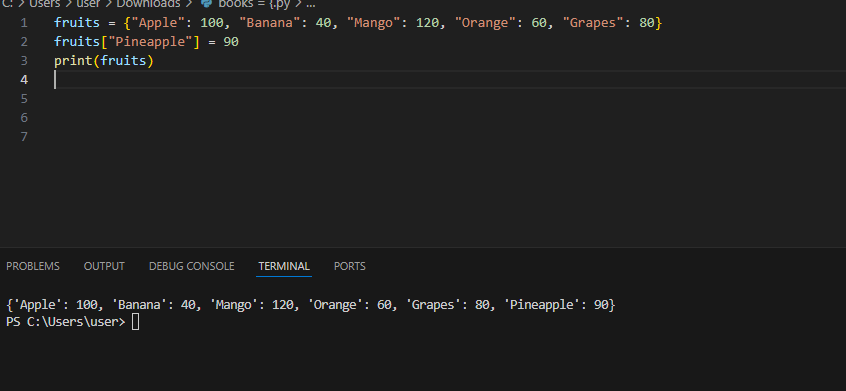 C: > Users > user > Downloads > books = {.py > ...
1 fruits = {"Apple": 100, "Banana": 40, "Mango": 120, "Orange": 60, "Grapes": 80}
2 fruits["Pineapple"] = 90
3 print(fruits)
4
5
6
7
PROBLEMS OUTPUT DEBUG CONSOLE TERMINAL PORTS
{'Apple': 100, 'Banana': 40, 'Mango': 120, 'Orange': 60, 'Grapes': 80, 'Pineapple': 90}
PS C:\Users\user>